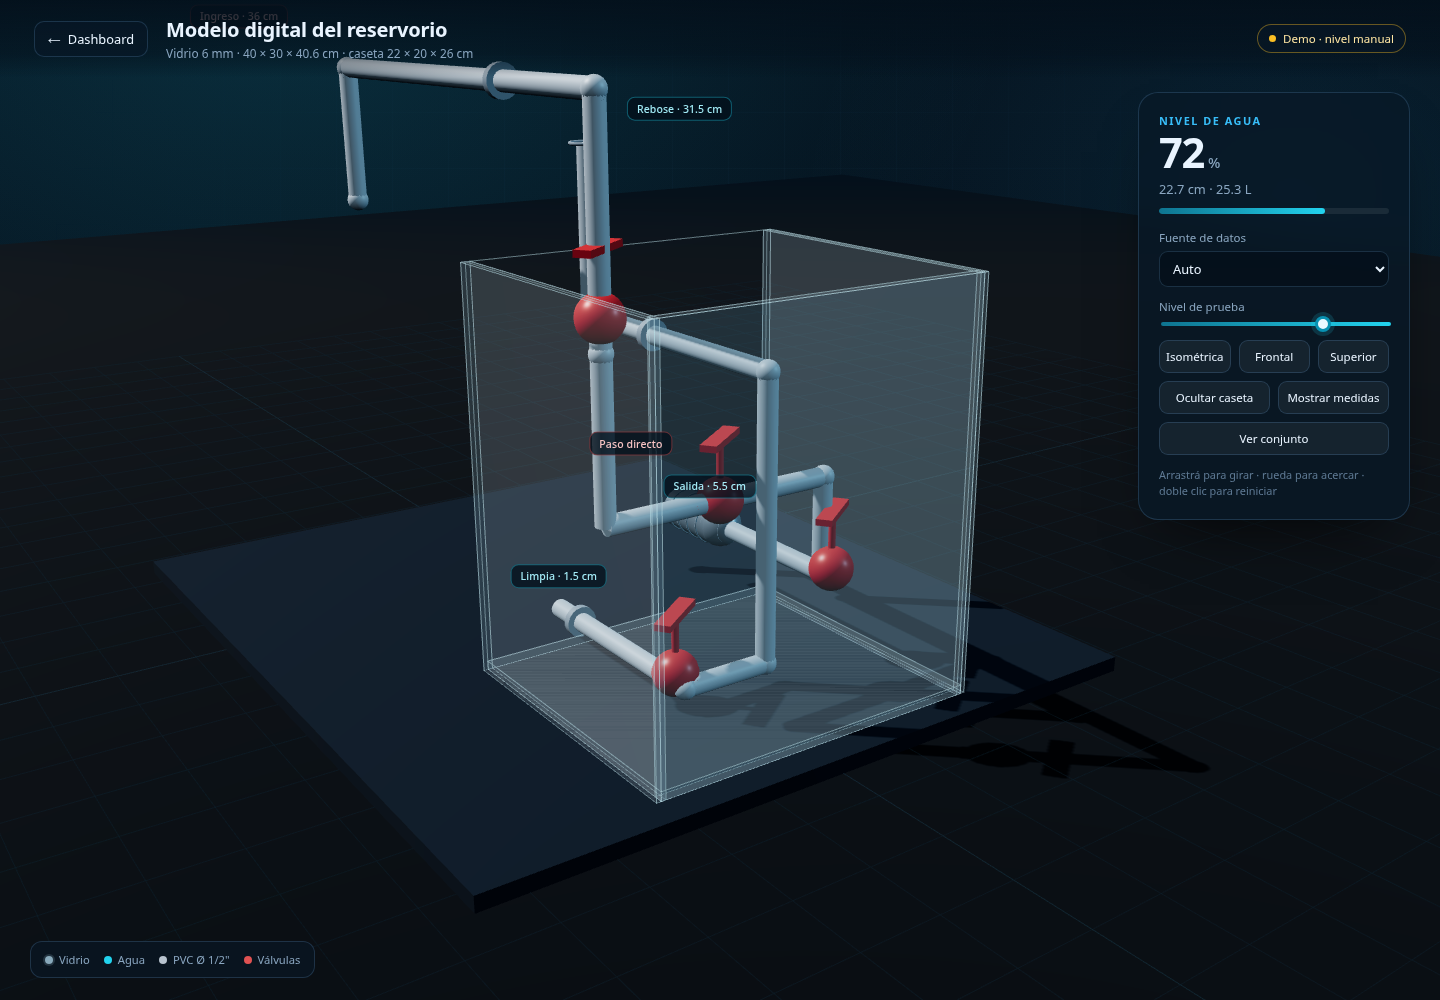 Ingreso · 36 cm
← Dashboard
Modelo digital del reservorio
Vidrio 6 mm · 40 × 30 × 40.6 cm · caseta 22 × 20 × 26 cm
Demo · nivel manual
Rebose · 31.5 cm
NIVEL DE AGUA
72 %
22.7 cm · 25.3 L
Fuente de datos
Auto
Nivel de prueba
Isométrica Frontal Superior
Ocultar caseta Mostrar medidas
Ver conjunto
Arrastrá para girar · rueda para acercar ·
doble clic para reiniciar
Paso directo
Salida · 5.5 cm
Limpia · 1.5 cm
Vidrio Agua PVC Ø 1/2" Válvulas